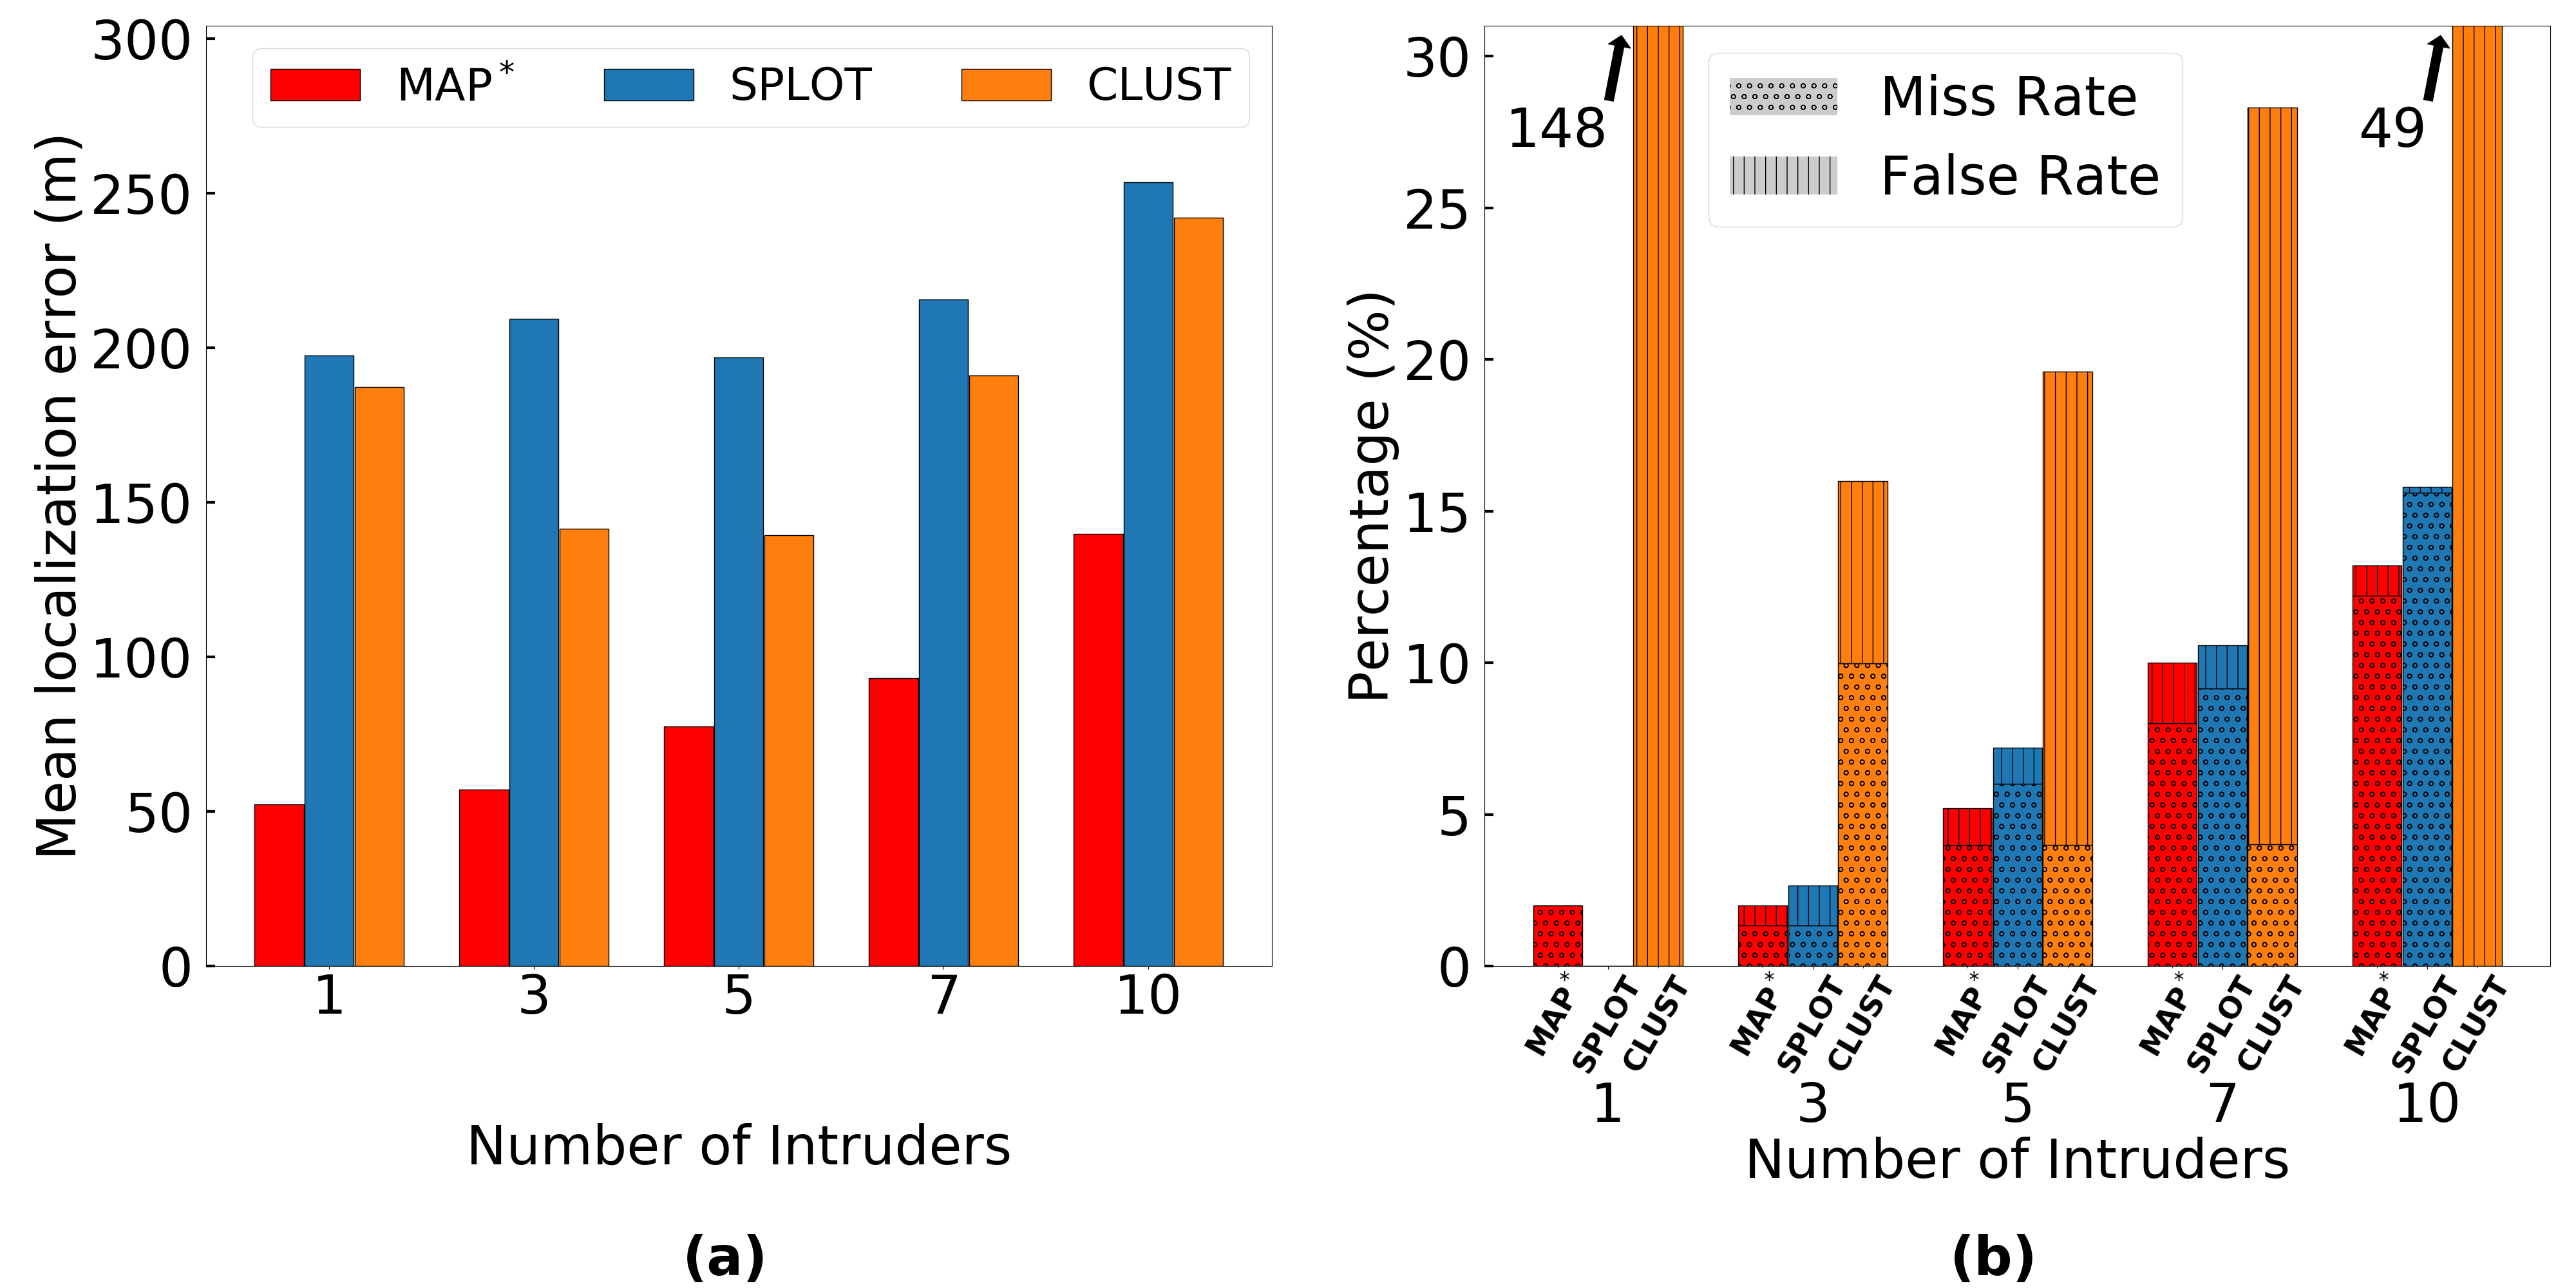 Mean localization error (m)
300
250
200
150
100
50
0
MAP* SPLOT CLUST
1 3 5 7 10
Number of Intruders
(a)
Percentage (%)
30
25
20
15
10
5
0
148
Miss Rate
False Rate
49
MAP* SPLOT CLUST MAP* SPLOT CLUST MAP* SPLOT CLUST MAP* SPLOT CLUST MAP* SPLOT CLUST
1 3 5 7 10
Number of Intruders
(b)